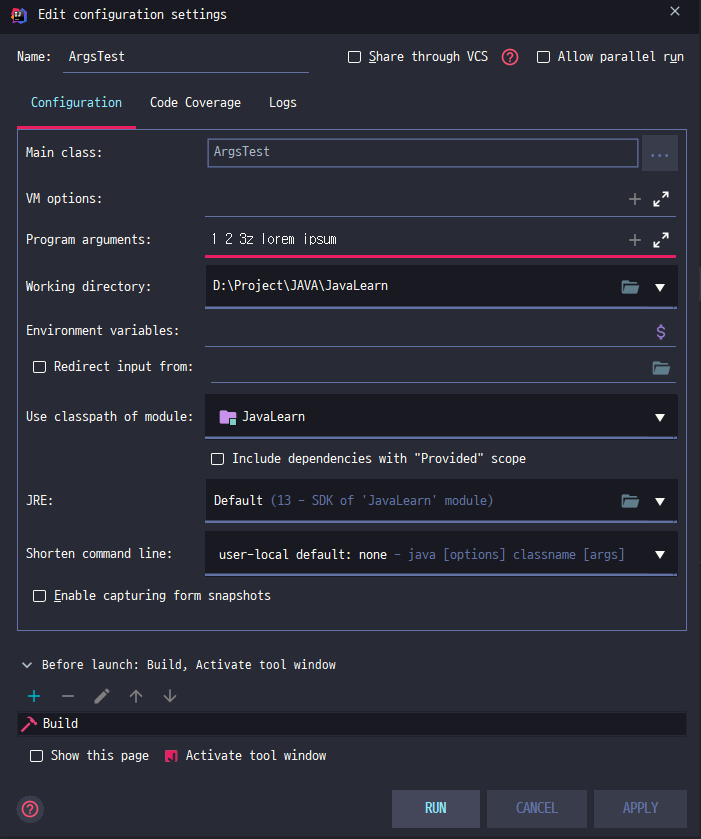 Edit configuration settings
Name: ArgsTest Share through VCS ? Allow parallel run
Configuration Code Coverage Logs
Main class: ArgsTest ...
VM options:
Program arguments: 1 2 3z lorem ipsum
Working directory: D:\Project\JAVA\JavaLearn
Environment variables: $
Redirect input from:
Use classpath of module: JavaLearn
Include dependencies with "Provided" scope
JRE: Default (13 - SDK of 'JavaLearn' module)
Shorten command line: user-local default: none - java [options] classname [args]
Enable capturing form snapshots
Before launch: Build, Activate tool window
Build
Show this page Activate tool window
? RUN CANCEL APPLY